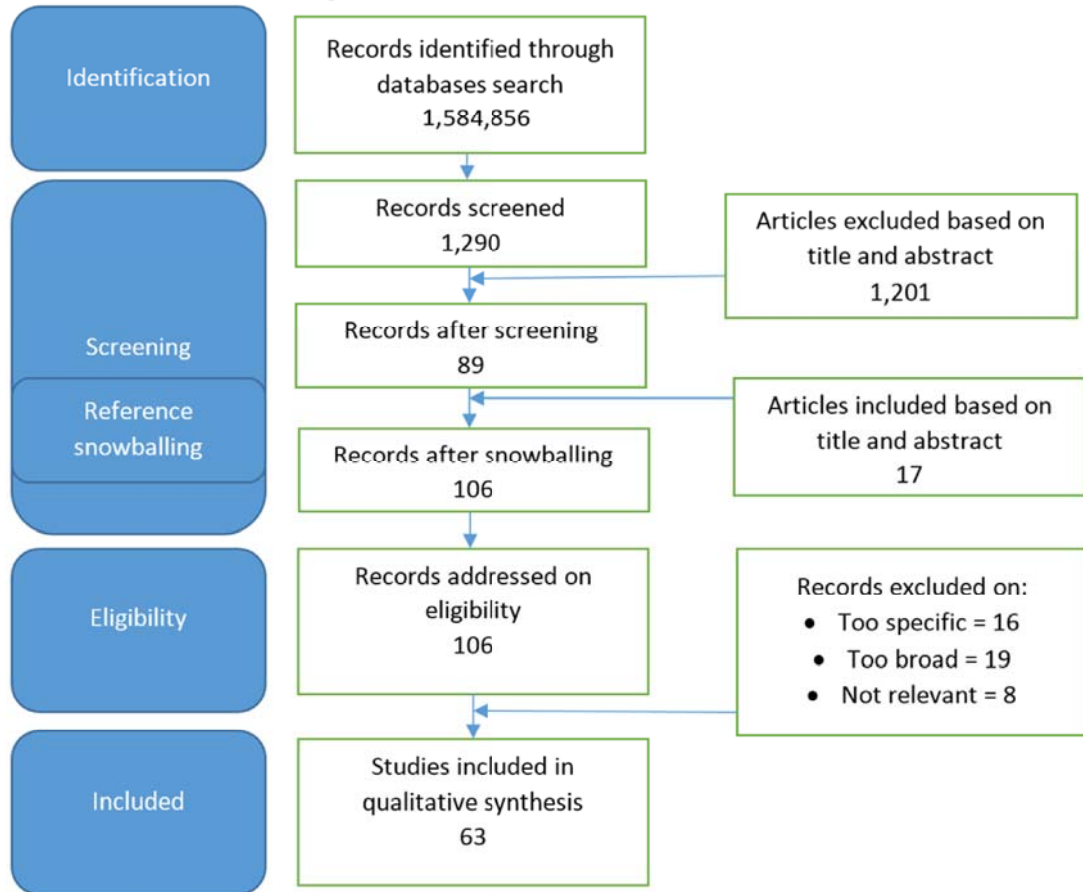 Identification
Records identified through
databases search
1,584,856
Records screened
1,290
Articles excluded based on
title and abstract
1,201
Screening
Records after screening
89
Reference
snowballing
Articles included based on
title and abstract
17
Records after snowballing
106
Eligibility
Records addressed on
eligibility
106
Records excluded on:
• Too specific = 16
• Too broad = 19
• Not relevant = 8
Included
Studies included in
qualitative synthesis
63